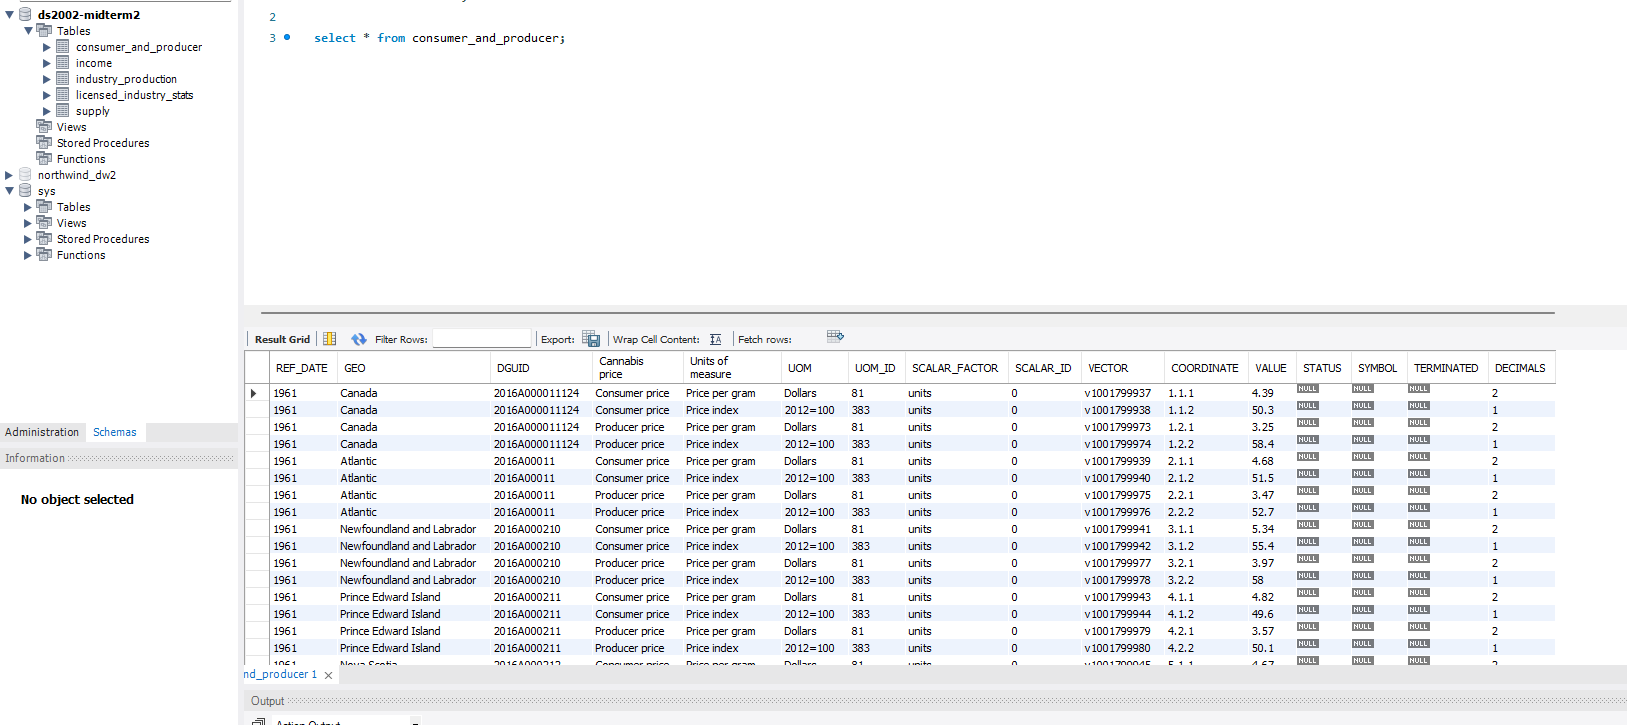 ds2002-midterm2
Tables
consumer_and_producer
income
industry_production
licensed_industry_stats
supply
Views
Stored Procedures
Functions
northwind_dw2
sys
Tables
Views
Stored Procedures
Functions
Administration Schemas
Information
No object selected
2
3 select * from consumer_and_producer;
Result Grid Filter Rows: Export: Wrap Cell Content: Fetch rows:
REF_DATE GEO DGUID Cannabis price Units of measure UOM UOM_ID SCALAR_FACTOR SCALAR_ID VECTOR COORDINATE VALUE STATUS SYMBOL TERMINATED DECIMALS
1961 Canada 2016A000011124 Consumer price Price per gram Dollars 81 units 0 v1001799937 1.1.1 4.39 NULL NULL NULL 2
1961 Canada 2016A000011124 Consumer price Price index 2012=100 383 units 0 v1001799938 1.1.2 50.3 NULL NULL NULL 1
1961 Canada 2016A000011124 Producer price Price per gram Dollars 81 units 0 v1001799973 1.2.1 3.25 NULL NULL NULL 2
1961 Canada 2016A000011124 Producer price Price index 2012=100 383 units 0 v1001799974 1.2.2 58.4 NULL NULL NULL 1
1961 Atlantic 2016A00011 Consumer price Price per gram Dollars 81 units 0 v1001799939 2.1.1 4.68 NULL NULL NULL 2
1961 Atlantic 2016A00011 Consumer price Price index 2012=100 383 units 0 v1001799940 2.1.2 51.5 NULL NULL NULL 1
1961 Atlantic 2016A00011 Producer price Price per gram Dollars 81 units 0 v1001799975 2.2.1 3.47 NULL NULL NULL 2
1961 Atlantic 2016A00011 Producer price Price index 2012=100 383 units 0 v1001799976 2.2.2 52.7 NULL NULL NULL 1
1961 Newfoundland and Labrador 2016A000210 Consumer price Price per gram Dollars 81 units 0 v1001799941 3.1.1 5.34 NULL NULL NULL 2
1961 Newfoundland and Labrador 2016A000210 Consumer price Price index 2012=100 383 units 0 v1001799942 3.1.2 55.4 NULL NULL NULL 1
1961 Newfoundland and Labrador 2016A000210 Producer price Price per gram Dollars 81 units 0 v1001799977 3.2.1 3.97 NULL NULL NULL 2
1961 Newfoundland and Labrador 2016A000210 Producer price Price index 2012=100 383 units 0 v1001799978 3.2.2 58 NULL NULL NULL 1
1961 Prince Edward Island 2016A000211 Consumer price Price per gram Dollars 81 units 0 v1001799943 4.1.1 4.82 NULL NULL NULL 2
1961 Prince Edward Island 2016A000211 Consumer price Price index 2012=100 383 units 0 v1001799944 4.1.2 49.6 NULL NULL NULL 1
1961 Prince Edward Island 2016A000211 Producer price Price per gram Dollars 81 units 0 v1001799979 4.2.1 3.57 NULL NULL NULL 2
1961 Prince Edward Island 2016A000211 Producer price Price index 2012=100 383 units 0 v1001799980 4.2.2 50.1 NULL NULL NULL 1
1961 Nova Scotia 2016A000212 Consumer price Price per gram Dollars 81 units 0 v1001799945 5.1.1 4.67 NULL NULL NULL 2
nd_producer 1
Output
Action Output